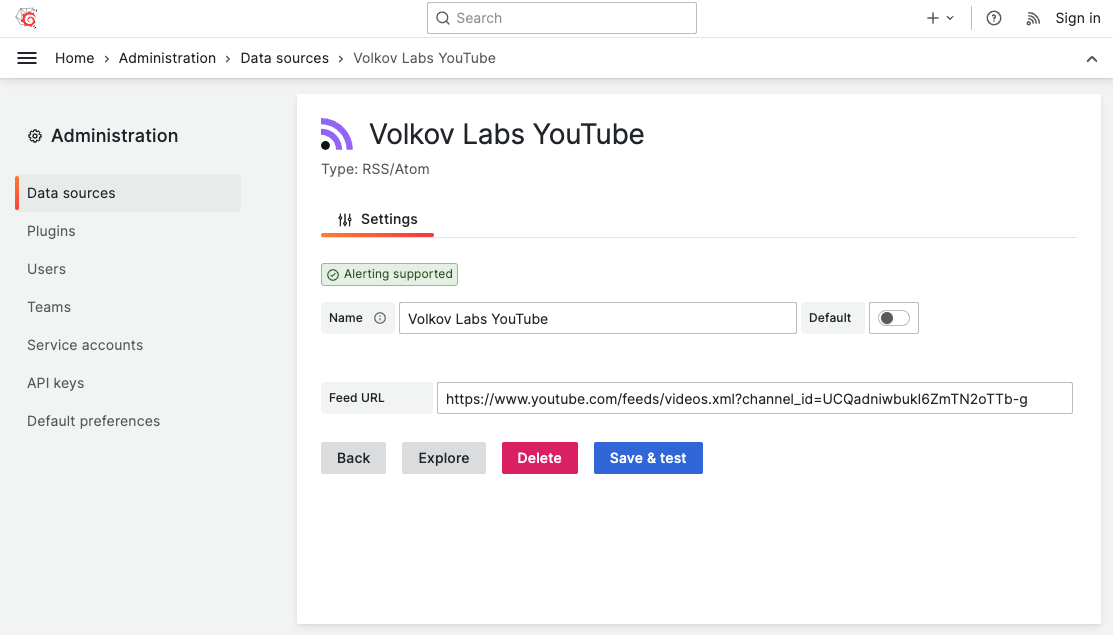 Search
Sign in
Home › Administration › Data sources › Volkov Labs YouTube
Administration
Data sources
Plugins
Users
Teams
Service accounts
API keys
Default preferences
Volkov Labs YouTube
Type: RSS/Atom
Settings
Alerting supported
Name Volkov Labs YouTube Default
Feed URL https://www.youtube.com/feeds/videos.xml?channel_id=UCQadniwbukl6ZmTN2oTTb-g
Back Explore Delete Save & test